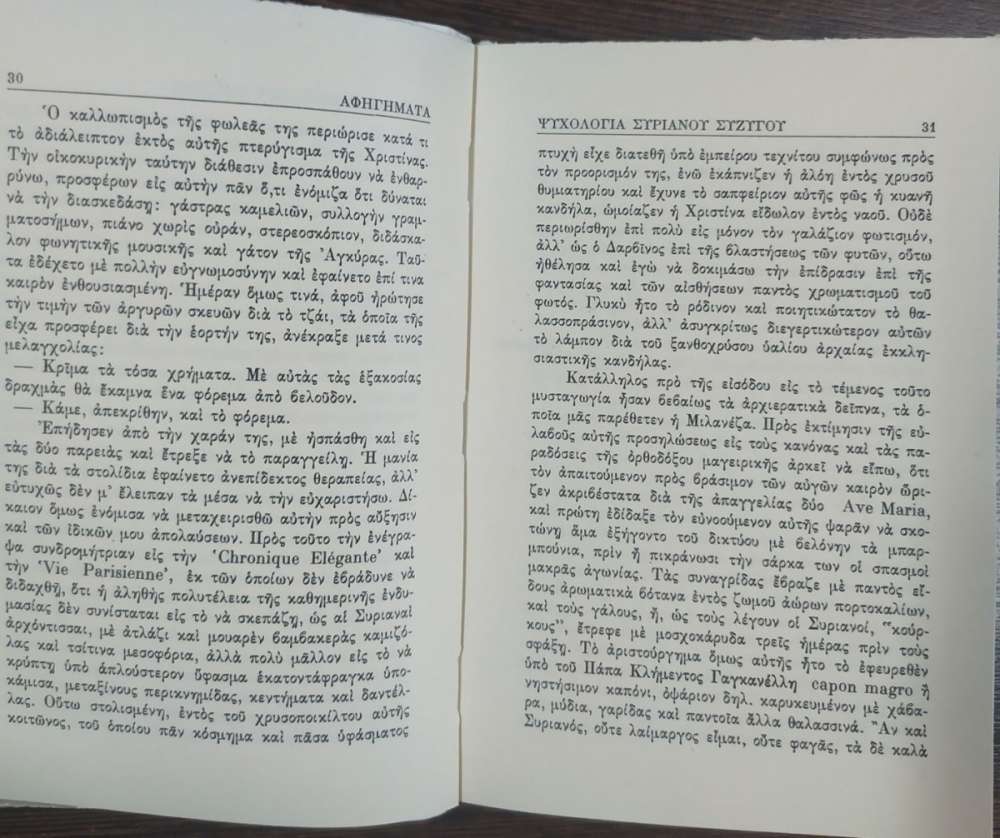 30
ΑΦΗΓΗΜΑΤΑ
Ὁ καλλωπισμὸς τῆς φωλεᾶς της περιώρισε κατά τι
τὸ ἀδιάλειπτον ἐκτὸς αὐτῆς πτερύγισμα τῆς Χριστίνας.
Τὴν οἰκοκυρικὴν ταύτην διάθεσιν ἐπροσπάθουν νὰ ἐνθαρ-
ρύνω, προσφέρων εἰς αὐτὴν πᾶν ὅ,τι ἐνόμιζα ὅτι δύναται
νὰ τὴν διασκεδάσῃ: γάστρας καμελιῶν, συλλογὴν γραμ-
ματοσήμων, πιάνο χωρὶς οὐράν, στερεοσκόπιον, διδάσκα-
λον φωνητικῆς μουσικῆς καὶ γάτον τῆς Ἀγκύρας. Ταῦ-
τα ἐδέχετο μὲ πολλὴν εὐγνωμοσύνην καὶ ἐφαίνετο ἐπί τινα
καιρὸν ἐνθουσιασμένη. Ἡμέραν ὅμως τινά, ἀφοῦ ἠρώτησε
τὴν τιμὴν τῶν ἀργυρῶν σκευῶν διὰ τὸ τζάι, τὰ ὁποῖα τῆς
εἶχα προσφέρει διὰ τὴν ἑορτήν της, ἀνέκραξε μετά τινος
μελαγχολίας:
— Κρῖμα τὰ τόσα χρήματα. Μὲ αὐτὰς τὰς ἑξακοσίας
δραχμὰς θὰ ἔκαμνα ἕνα φόρεμα ἀπὸ βελοῦδον.
— Κάμε, ἀπεκρίθην, καὶ τὸ φόρεμα.
Ἐπήδησεν ἀπὸ τὴν χαράν της, μὲ ἠσπάσθη καὶ εἰς
τὰς δύο παρειὰς καὶ ἔτρεξε νὰ τὸ παραγγείλῃ. Ἡ μανία
της διὰ τὰ στολίδια ἐφαίνετο ἀνεπίδεκτος θεραπείας, ἀλλ'
εὐτυχῶς δὲν μ' ἔλειπαν τὰ μέσα νὰ τὴν εὐχαριστήσω. Δί-
καιον ὅμως ἐνόμισα νὰ μεταχειρισθῶ αὐτὴν πρὸς αὔξησιν
καὶ τῶν ἰδικῶν μου ἀπολαύσεων. Πρὸς τοῦτο τὴν ἐνέγρα-
ψα συνδρομήτριαν εἰς τὴν 'Chronique Elégante' καὶ
τὴν 'Vie Parisienne', ἐκ τῶν ὁποίων δὲν ἐβράδυνε νὰ
διδαχθῇ, ὅτι ἡ ἀληθὴς πολυτέλεια τῆς καθημερινῆς ἐνδυ-
μασίας δὲν συνίσταται εἰς τὸ νὰ σκεπάζῃ, ὡς αἱ Συριαναὶ
ἀρχόντισσαι, μὲ ἀτλάζι καὶ μουαρὲν βαμβακερὰς καμιζό-
λας καὶ τσίτινα μεσοφόρια, ἀλλὰ πολὺ μᾶλλον εἰς τὸ νὰ
κρύπτῃ ὑπὸ ἁπλούστερον ὕφασμα ἑκατοντάφραγκα ὑπο-
κάμισα, μεταξίνους περικνημίδας, κεντήματα καὶ δαντέλ-
λας. Οὕτω στολισμένη, ἐντὸς τοῦ χρυσοποικίλτου αὐτῆς
κοιτῶνος, τοῦ ὁποίου πᾶν κόσμημα καὶ πᾶσα ὑφάσματος
ΨΥΧΟΛΟΓΙΑ ΣΥΡΙΑΝΟΥ ΣΥΖΥΓΟΥ
31
πτυχὴ εἶχε διατεθῆ ὑπὸ ἐμπείρου τεχνίτου συμφώνως πρὸς
τὸν προορισμόν της, ἐνῶ ἐκάπνιζεν ἡ ἀλόη ἐντὸς χρυσοῦ
θυμιατηρίου καὶ ἔχυνε τὸ σαπφείριον αὐτῆς φῶς ἡ κυανῆ
κανδήλα, ὡμοίαζεν ἡ Χριστίνα εἴδωλον ἐντὸς ναοῦ. Οὐδὲ
περιωρίσθην ἐπὶ πολὺ εἰς μόνον τὸν γαλάζιον φωτισμόν,
ἀλλ' ὡς ὁ Δαρβῖνος ἐπὶ τῆς βλαστήσεως τῶν φυτῶν, οὕτω
ἠθέλησα καὶ ἐγὼ νὰ δοκιμάσω τὴν ἐπίδρασιν ἐπὶ τῆς
φαντασίας καὶ τῶν αἰσθήσεων παντὸς χρωματισμοῦ τοῦ
φωτός. Γλυκὺ ἦτο τὸ ρόδινον καὶ ποιητικώτατον τὸ θα-
λασσοπράσινον, ἀλλ' ἀσυγκρίτως διεγερτικώτερον αὐτῶν
τὸ λάμπον διὰ τοῦ ξανθοχρύσου ὑαλίου ἀρχαίας ἐκκλη-
σιαστικῆς κανδήλας.
Κατάλληλος πρὸ τῆς εἰσόδου εἰς τὸ τέμενος τοῦτο
μυσταγωγία ἦσαν βεβαίως τὰ ἀρχιερατικὰ δεῖπνα, τὰ ὁ-
ποῖα μᾶς παρέθετεν ἡ Μιλανέζα. Πρὸς ἐκτίμησιν τῆς εὐ-
λαβοῦς αὐτῆς προσηλώσεως εἰς τοὺς κανόνας καὶ τὰς πα-
ραδόσεις τῆς ὀρθοδόξου μαγειρικῆς ἀρκεῖ νὰ εἴπω, ὅτι
τὸν ἀπαιτούμενον πρὸς βράσιμον τῶν αὐγῶν καιρὸν ὥρι-
ζεν ἀκριβέστατα διὰ τῆς ἀπαγγελίας δύο Ave Maria,
καὶ πρώτη ἐδίδαξε τὸν εὐνοούμενον αὐτῆς ψαρᾶν νὰ σκο-
τώνῃ ἅμα ἐξήγοντο τοῦ δικτύου μὲ βελόνην τὰ μπαρ-
μπούνια, πρὶν ἢ πικράνωσι τὴν σάρκα των οἱ σπασμοὶ
μακρᾶς ἀγωνίας. Τὰς συναγρίδας ἔβραζε μὲ παντὸς εἴ-
δους ἀρωματικὰ βότανα ἐντὸς ζωμοῦ ἀώρων πορτοκαλίων,
καὶ τοὺς γάλους, ἤ, ὡς τοὺς λέγουν οἱ Συριανοί, "κούρ-
κους", ἔτρεφε μὲ μοσχοκάρυδα τρεῖς ἡμέρας πρὶν τοὺς
σφάξῃ. Τὸ ἀριστούργημα ὅμως αὐτῆς ἦτο τὸ ἐφευρεθὲν
ὑπὸ τοῦ Πάπα Κλήμεντος Γαγκανέλλη capon magro ἢ
νηστήσιμον καπόνι, ὀψάριον δηλ. καρυκευμένον μὲ χάβα-
ρα, μύδια, γαρίδας καὶ παντοῖα ἄλλα θαλασσινά. Ἂν καὶ
Συριανός, οὔτε λαίμαργος εἶμαι, οὔτε φαγᾶς, τὰ δὲ καλὰ